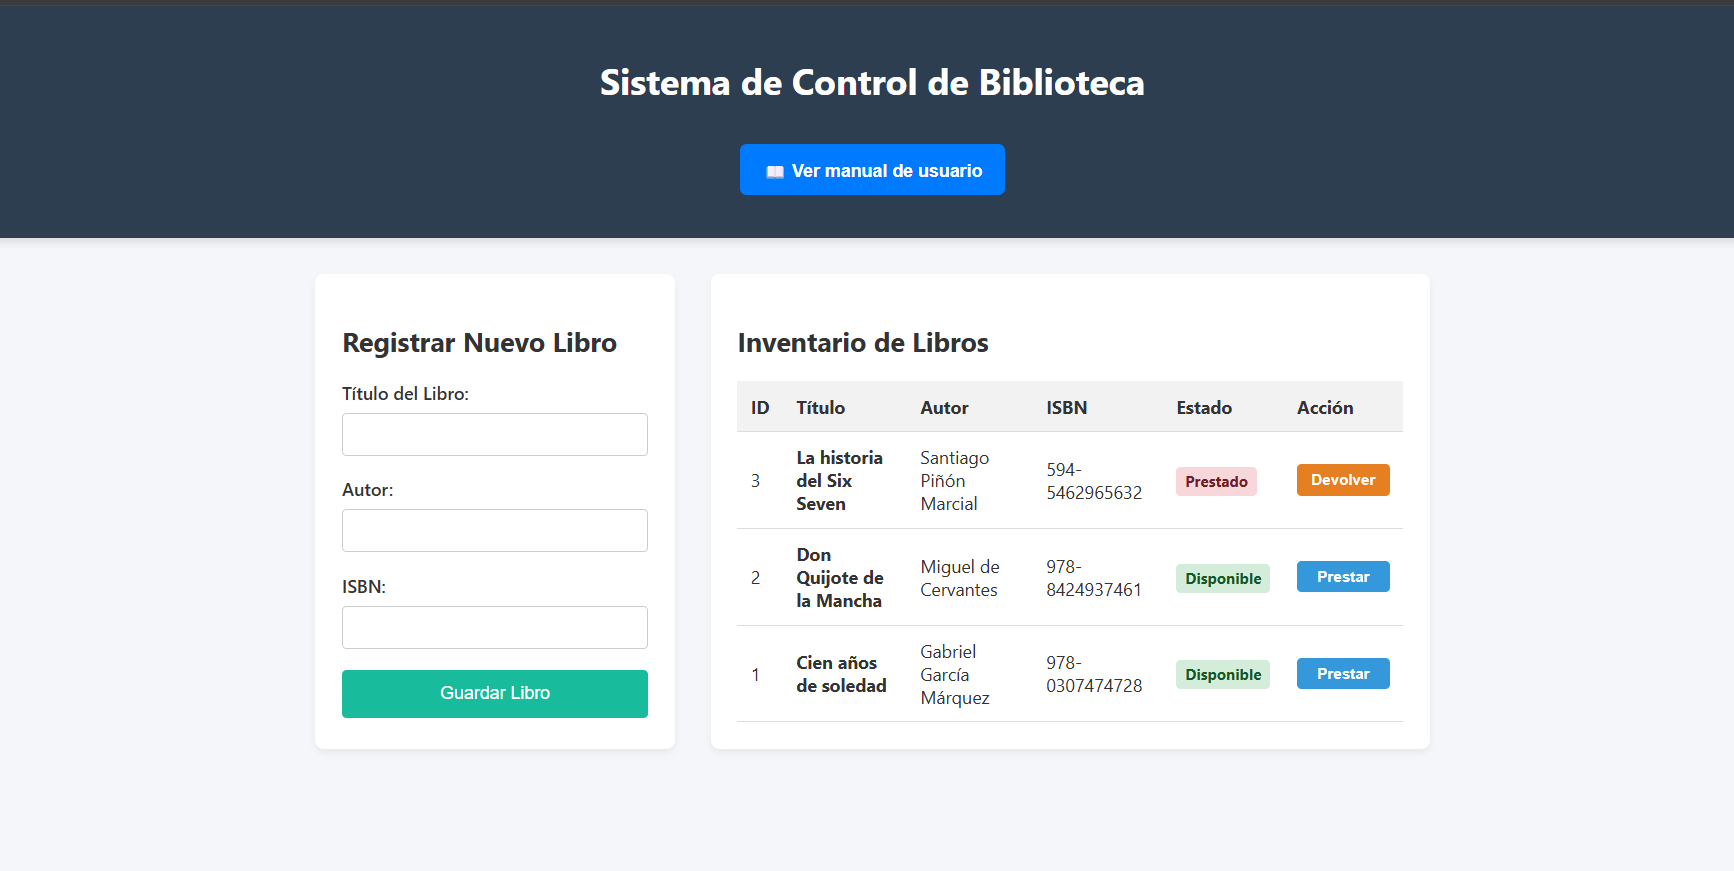 Sistema de Control de Biblioteca
📖 Ver manual de usuario
Registrar Nuevo Libro
Título del Libro:
Autor:
ISBN:
Guardar Libro
Inventario de Libros
ID Título Autor ISBN Estado Acción
3 La historia del Six Seven Santiago Piñón Marcial 594-5462965632 Prestado Devolver
2 Don Quijote de la Mancha Miguel de Cervantes 978-8424937461 Disponible Prestar
1 Cien años de soledad Gabriel García Márquez 978-0307474728 Disponible Prestar